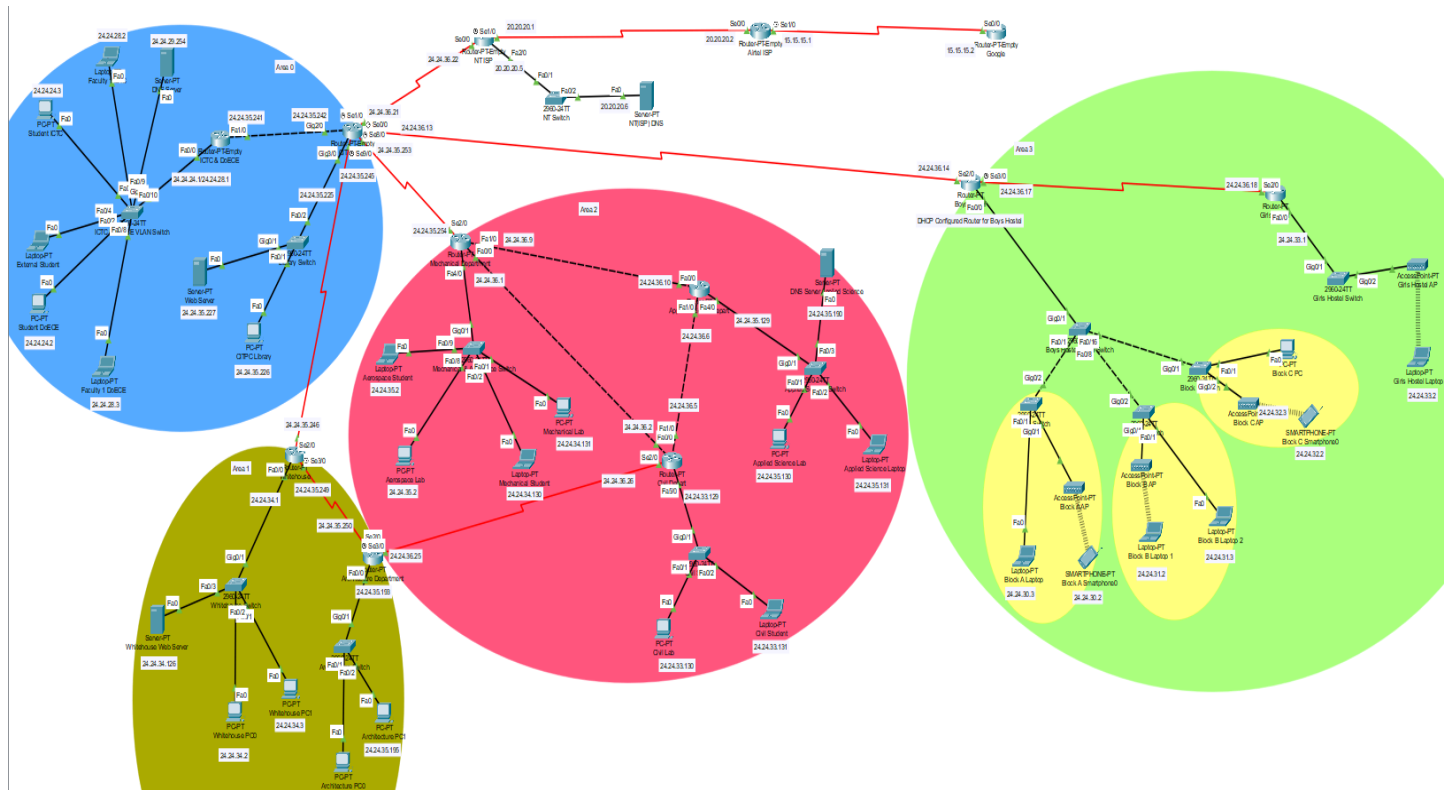 24.24.28.2
24.24.29.254
Area 0
Fa0
Faculty
Server-PT
24.24.24.3
Fa0
Fa0
PC-PT
Student ICTC
24.24.35.241
Fa1/0
Fa0/0
ICTC & DoECE
24.24.24.1/24.24.28.1
24.24.35.242
Gig2/0
Se1/0
Se0/0
Gig3/0
24.24.36.21
24.24.36.13
24.24.35.253
24.24.35.245
24.24.35.225
Fa0/9
Fa0/10
Fa0/4
Fa0/8
VLAN Switch
Fa0
Laptop-PT
External Student
Fa0
PC-PT
Student DoECE
24.24.24.2
Fa0
Laptop-PT
Faculty 1 DoECE
24.24.28.3
Fa0/2
Gig0/1
Fa0/1
Switch
Fa0
Server-PT
Web Server
24.24.35.227
Fa0
PC-PT
Library
24.24.35.226
20.20.20.1
Se0/0
Se1/0
Router-PT-Empty
NT ISP
24.24.36.22
Fa2/0
20.20.20.5
Fa0/1
Fa0/2
2960-24TT
NT Switch
Fa0
20.20.20.6
Server-PT
NT(ISP) DNS
Se0/0
Se1/0
20.20.20.2
15.15.15.1
Router-PT-Empty
Airtel ISP
Se0/0
15.15.15.2
Router-PT-Empty
Google
Area 2
Se2/0
24.24.35.254
Fa1/0
Fa0/0
24.24.36.9
Mechanical Department
Fa4/0
24.24.36.1
24.24.36.10
Fa0/0
Fa1/0
Fa4/0
24.24.36.6
24.24.35.129
Server-PT
Fa0
24.24.35.190
Fa0/3
Fa0/1
Fa0/2
Gig0/1
Fa0/9
Fa0/8
Fa0/1
Fa0/2
Fa0
Laptop-PT
Aerospace Student
24.24.35.2
Fa0
PC-PT
Mechanical Lab
24.24.34.131
Fa0
PC-PT
Aerospace Lab
24.24.35.2
Fa0
Laptop-PT
Mechanical Student
24.24.34.130
Fa0
PC-PT
Applied Science Lab
24.24.35.130
Fa0
Laptop-PT
Applied Science Laptop
24.24.35.131
24.24.36.5
24.24.36.2
Fa1/0
Fa0/0
Se2/0
24.24.36.26
Router-PT
Fa5/0
24.24.33.129
Gig0/1
Fa0/1
Fa0/2
Fa0
PC-PT
Civil Lab
24.24.33.130
Fa0
Laptop-PT
Civil Student
24.24.33.131
24.24.35.246
Se2/0
Se3/0
Fa0/0
Area 1
24.24.35.249
24.24.34.1
24.24.35.250
Se3/0
24.24.36.25
Fa0/0
24.24.35.193
Gig0/1
Fa0/3
Fa0/2
Fa0
Server-PT
Whitehouse Web Server
24.24.34.126
Fa0
PC-PT
Whitehouse PC0
24.24.34.2
Fa0
PC-PT
Whitehouse PC1
24.24.34.3
Gig0/1
Fa0/1
Fa0/2
Fa0
PC-PT
Architecture PC1
24.24.35.195
Fa0
PC-PT
Architecture PC0
Area 3
24.24.36.14
Se2/0
Se3/0
24.24.36.17
Router-PT
Fa0/0
DHCP Configured Router for Boys Hostel
24.24.36.18
Se2/0
Router-PT
Fa0/0
24.24.33.1
Gig0/1
Gig0/2
2960-24TT
Girls Hostel Switch
AccessPoint-PT
Girls Hostel AP
Laptop-PT
Girls Hostel Laptop
24.24.33.2
Gig0/1
Fa0/1
Fa0/16
Fa0/8
Gig0/1
Fa0/1
Gig0/2
Fa0
Block C PC
AccessPoint-PT
Block C AP
24.24.32.3
SMARTPHONE-PT
Block C Smartphone0
24.24.32.2
Gig0/2
Fa0/1
Gig0/1
AccessPoint-PT
Fa0
Laptop-PT
Block A Laptop
24.24.30.3
SMARTPHONE-PT
Block A Smartphone0
24.24.30.2
Gig0/2
Gig0/1
Fa0/1
AccessPoint-PT
Block B AP
Laptop-PT
Block B Laptop 1
24.24.31.2
Fa0
Laptop-PT
Block B Laptop 2
24.24.31.3